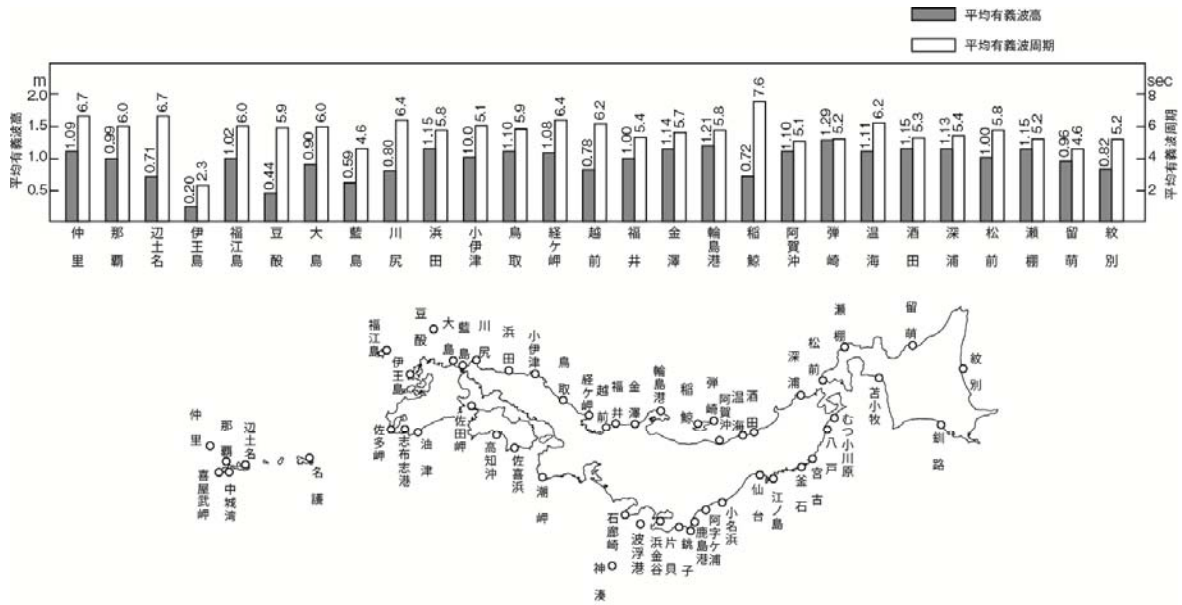 平均有義波高
平均有義波周期
m
sec
2.0
1.5
1.0
0.5
8
6
4
2
平均有義波高
平均有義波周期
1.09 6.7
0.99 6.0
0.71 6.7
0.20 2.3
1.02 6.0
0.44 5.9
0.90 6.0
0.59 4.6
0.80 6.4
1.15 5.8
10.0 5.1
1.10 5.9
1.08 6.4
0.78 6.2
1.00 5.4
1.14 5.7
1.21 5.8
0.72 7.6
1.10 5.1
1.29 5.2
1.11 6.2
1.15 5.3
1.13 5.4
1.00 5.8
1.15 5.2
0.96 4.6
0.82 5.2
仲里
那覇
辺土名
伊王島
福江島
豆酘
大島
藍島
川尻
浜田
小伊津
鳥取
経ケ岬
越前
福井
金澤
輪島港
稲鯨
阿賀沖
弾崎
温海
酒田
深浦
松前
瀬棚
留萌
紋別
福江島
豆酘
伊王島
大島
藍島
川尻
浜田
小伊津
鳥取
経ケ岬
越前
福井
金澤
輪島港
稲鯨
弾崎
阿賀沖
温海
酒田
深浦
松前
瀬棚
留萌
紋別
仲里
那覇
辺土名
喜屋武岬
中城湾
名護
佐多岬
志布志港
油津
佐田岬
高知沖
佐喜浜
潮岬
石廊崎
神湊
波浮港
浜金谷
片貝
銚子
鹿島港
阿字ケ浦
小名浜
仙台
江ノ島
釜石
宮古
八戸
むつ小川原
苫小牧
釧路